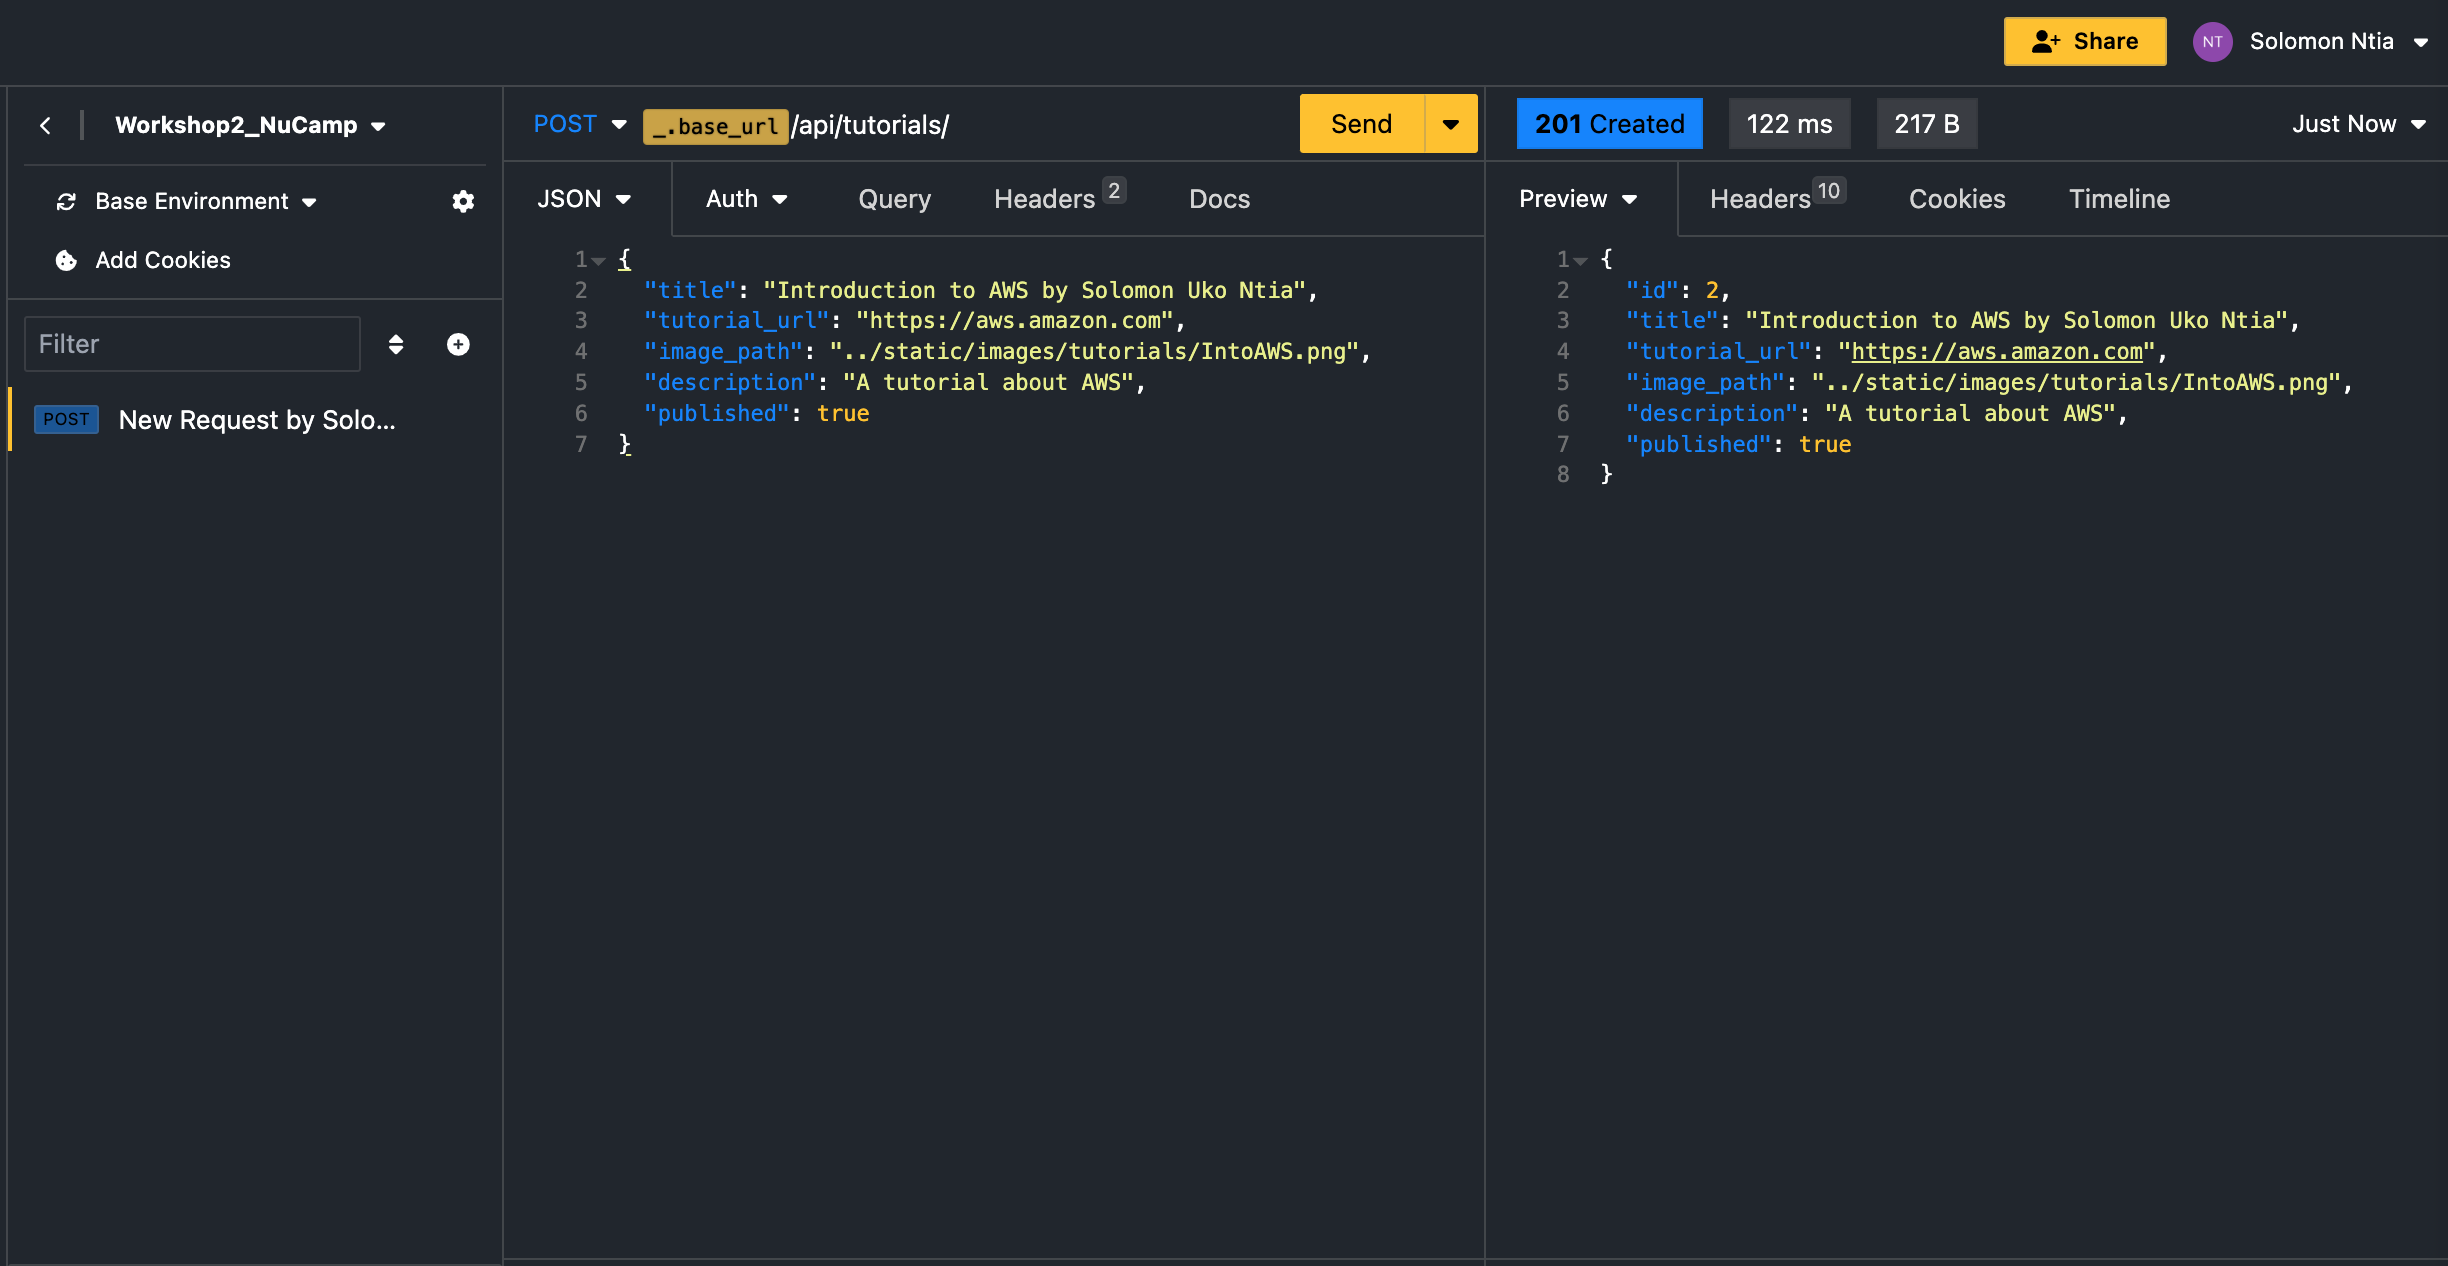 Share
NT Solomon Ntia
Workshop2_NuCamp
Base Environment
Add Cookies
Filter
POST New Request by Solo...
POST _.base_url/api/tutorials/ Send
JSON Auth Query Headers 2 Docs
1 {
2 "title": "Introduction to AWS by Solomon Uko Ntia",
3 "tutorial_url": "https://aws.amazon.com",
4 "image_path": "../static/images/tutorials/IntoAWS.png",
5 "description": "A tutorial about AWS",
6 "published": true
7 }
201 Created 122 ms 217 B Just Now
Preview Headers 10 Cookies Timeline
1 {
2 "id": 2,
3 "title": "Introduction to AWS by Solomon Uko Ntia",
4 "tutorial_url": "https://aws.amazon.com",
5 "image_path": "../static/images/tutorials/IntoAWS.png",
6 "description": "A tutorial about AWS",
7 "published": true
8 }